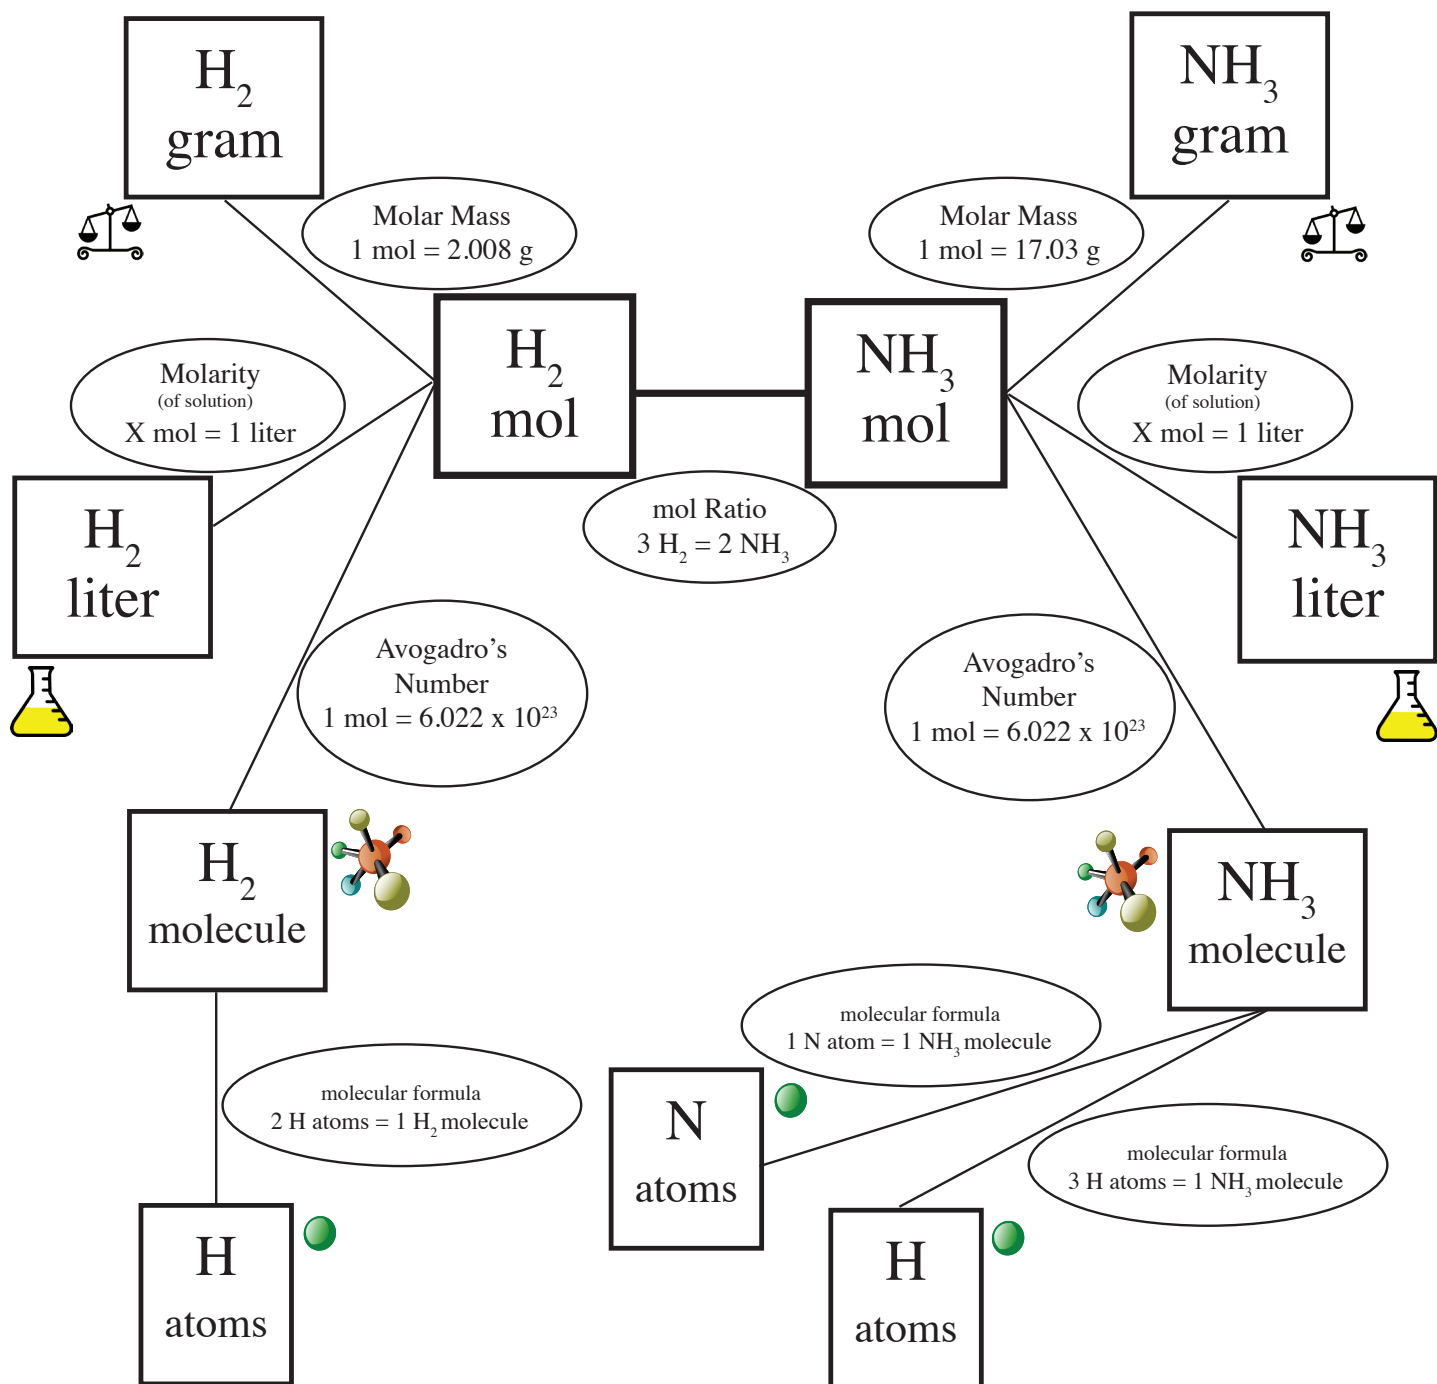 H₂
gram
NH₃
gram
Molar Mass
1 mol = 2.008 g
Molar Mass
1 mol = 17.03 g
H₂
mol
NH₃
mol
Molarity
(of solution)
X mol = 1 liter
Molarity
(of solution)
X mol = 1 liter
mol Ratio
3 H₂ = 2 NH₃
H₂
liter
NH₃
liter
Avogadro’s
Number
1 mol = 6.022 x 10²³
Avogadro’s
Number
1 mol = 6.022 x 10²³
H₂
molecule
NH₃
molecule
molecular formula
2 H atoms = 1 H₂ molecule
molecular formula
1 N atom = 1 NH₃ molecule
molecular formula
3 H atoms = 1 NH₃ molecule
N
atoms
H
atoms
H
atoms